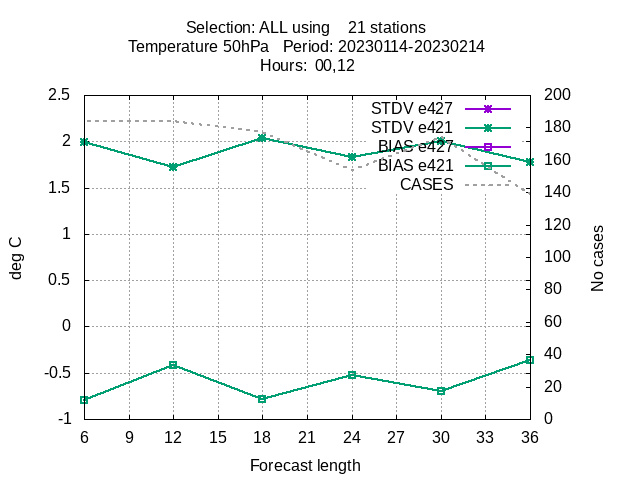 Selection: ALL using 21 stations
Temperature 50hPa Period: 20230114-20230214
Hours: 00,12
2.5
2
1.5
1
0.5
0
-0.5
-1
deg C
STDV e427
STDV e421
BIAS e427
BIAS e421
CASES
200
180
160
140
120
100
80
60
40
20
0
No cases
6 9 12 15 18 21 24 27 30 33 36
Forecast length